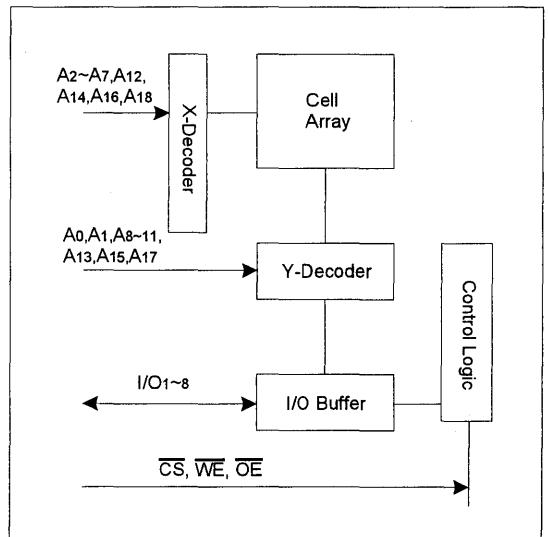 A2~A7,A12,
A14,A16,A18
X-Decoder
Cell
Array
A0,A1,A8~11,
A13,A15,A17
Y-Decoder
Control Logic
I/O1~8
I/O Buffer
CS, WE, OE